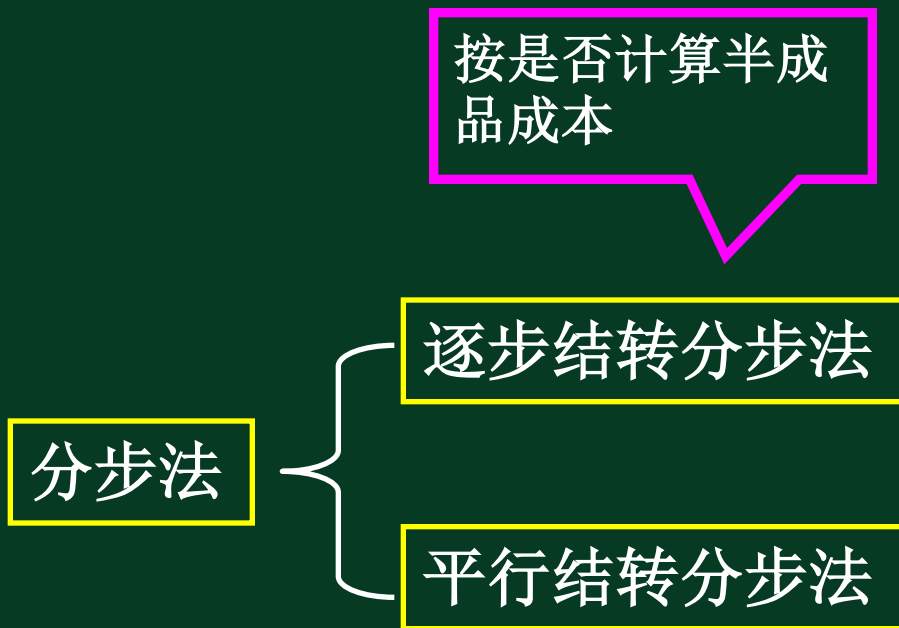 按是否计算半成
品成本
逐步结转分步法
分步法
平行结转分步法